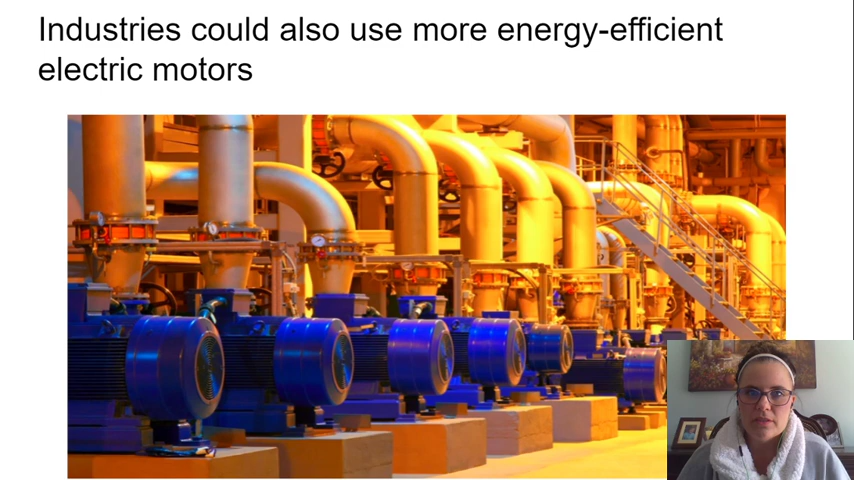 Industries could also use more energy-efficient
electric motors